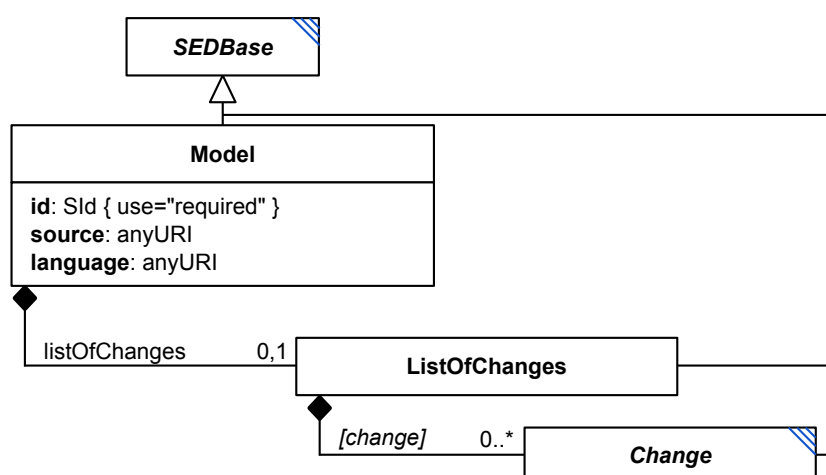 SEDBase
Model
id: SId { use="required" }
source: anyURI
language: anyURI
listOfChanges 0,1
ListOfChanges
[change] 0..*
Change